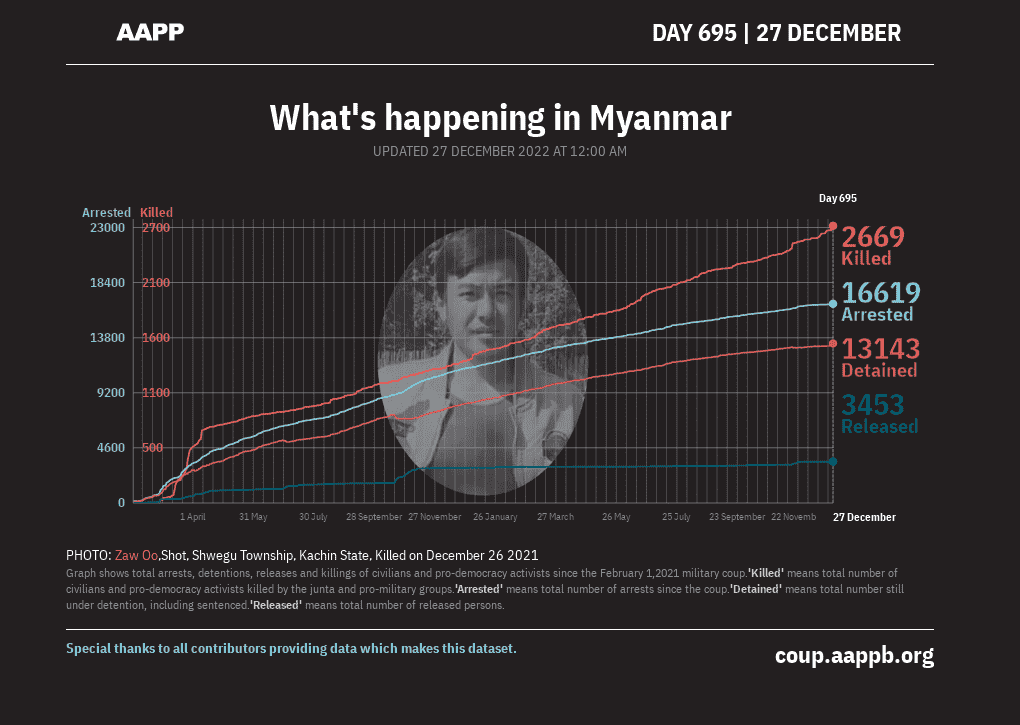 AAPP
DAY 695 | 27 DECEMBER
What's happening in Myanmar
UPDATED 27 DECEMBER 2022 AT 12:00 AM
Day 695
Arrested Killed
23000 2700
18400 2100
13800 1600
9200 1100
4600 500
0
2669
Killed
16619
Arrested
13143
Detained
3453
Released
1 April 31 May 30 July 28 September 27 November 26 January 27 March 26 May 25 July 23 September 22 Novemb 27 December
PHOTO: Zaw Oo,Shot, Shwegu Township, Kachin State, Killed on December 26 2021
Graph shows total arrests, detentions, releases and killings of civilians and pro-democracy activists since the February 1,2021 military coup.'Killed' means total number of
civilians and pro-democracy activists killed by the junta and pro-military groups.'Arrested' means total number of arrests since the coup.'Detained' means total number still
under detention, including sentenced.'Released' means total number of released persons.
Special thanks to all contributors providing data which makes this dataset.
coup.aappb.org